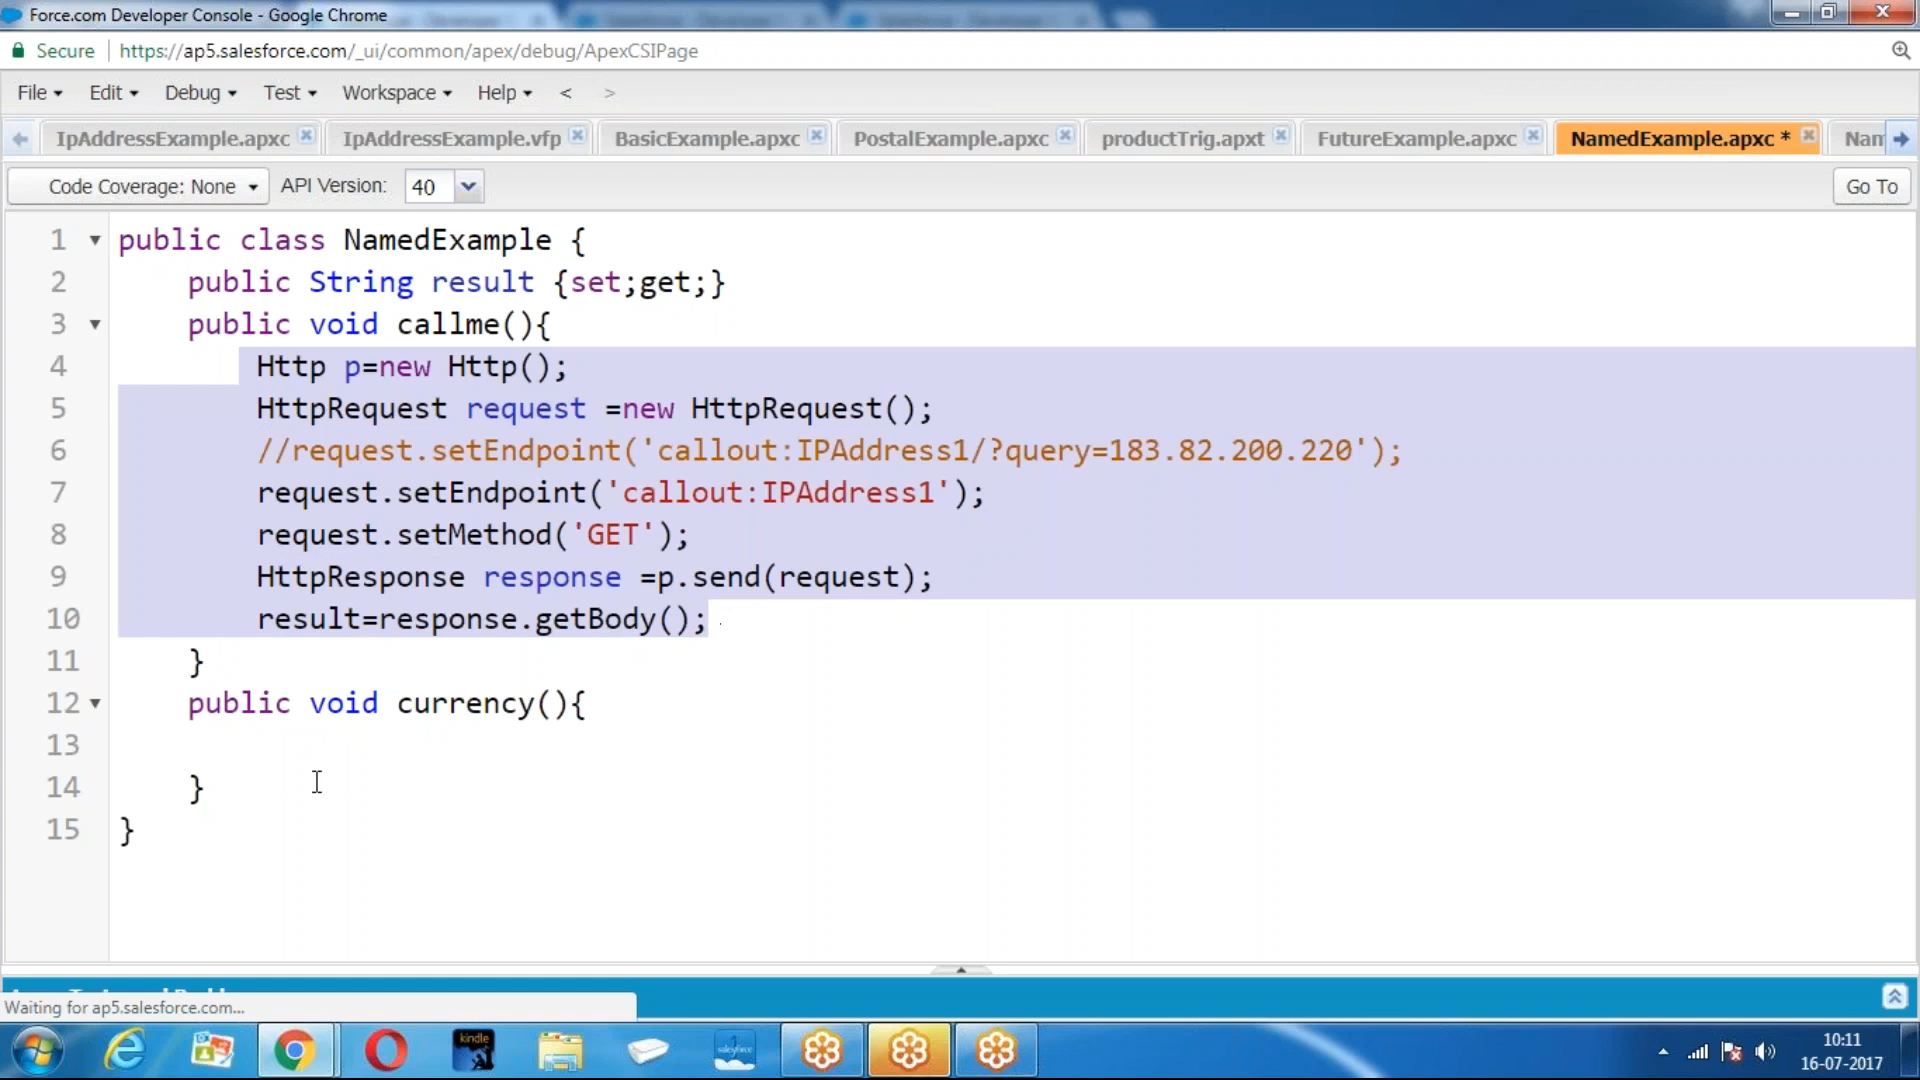 Force.com Developer Console - Google Chrome
Secure https://ap5.salesforce.com/_ui/common/apex/debug/ApexCSIPage
File Edit Debug Test Workspace Help < >
IpAddressExample.apxc IpAddressExample.vfp BasicExample.apxc PostalExample.apxc productTrig.apxt FutureExample.apxc NamedExample.apxc * Nam
Code Coverage: None API Version: 40 Go To
1 public class NamedExample {
2 public String result {set;get;}
3 public void callme(){
4 Http p=new Http();
5 HttpRequest request =new HttpRequest();
6 //request.setEndpoint('callout:IPAddress1/?query=183.82.200.220');
7 request.setEndpoint('callout:IPAddress1');
8 request.setMethod('GET');
9 HttpResponse response =p.send(request);
10 result=response.getBody();
11 }
12 public void currency(){
13
14 }
15 }
Waiting for ap5.salesforce.com...
kindle
salesforce
10:11
16-07-2017